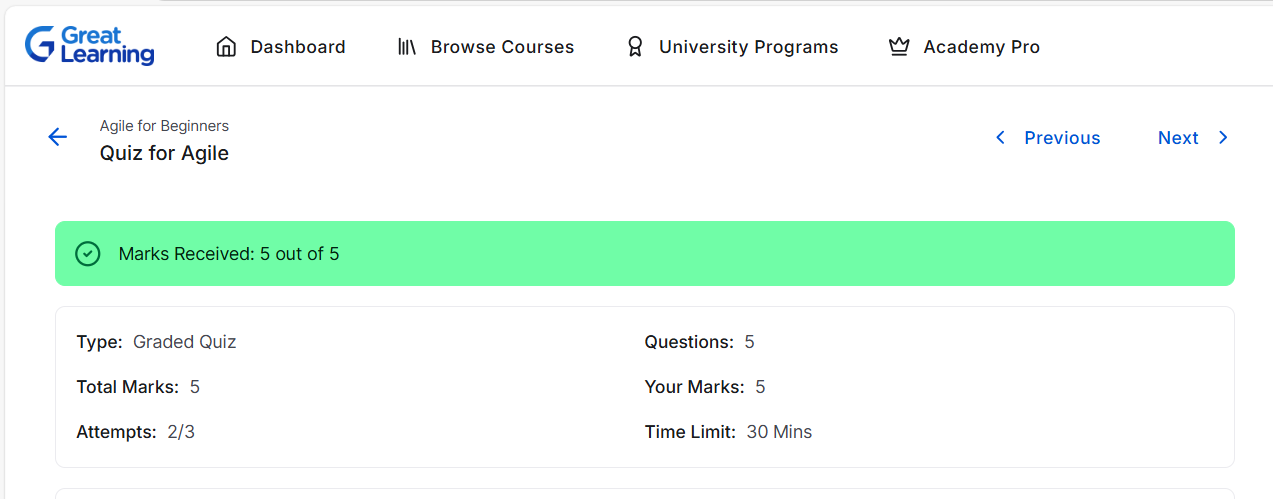 Great Learning
Dashboard
Browse Courses
University Programs
Academy Pro
Agile for Beginners
Quiz for Agile
Previous
Next
Marks Received: 5 out of 5
Type: Graded Quiz
Questions: 5
Total Marks: 5
Your Marks: 5
Attempts: 2/3
Time Limit: 30 Mins